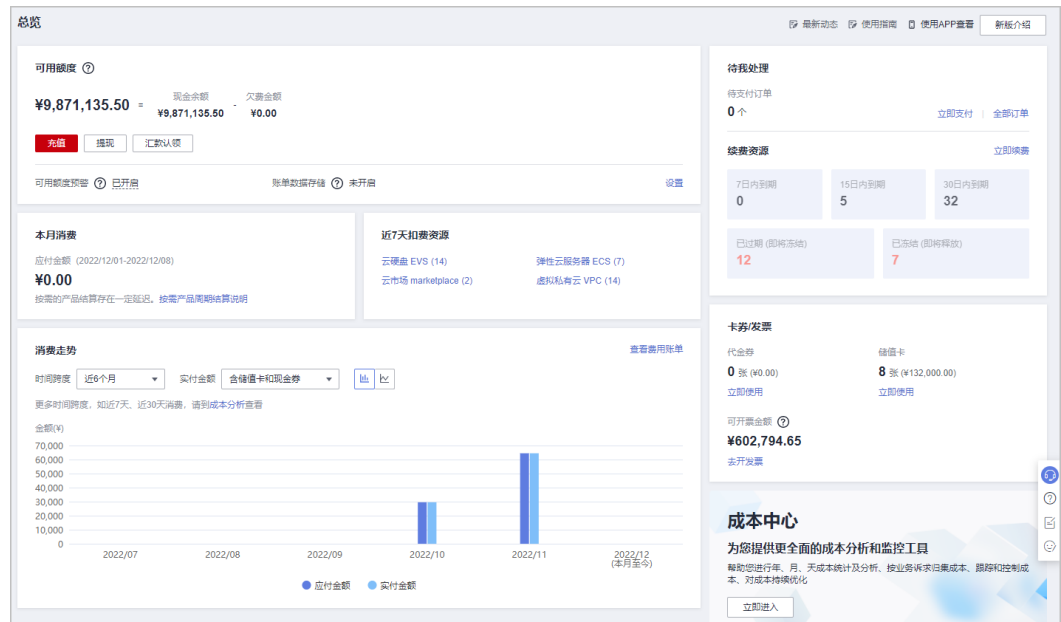 总览
最新动态 使用指南 使用APP查看 新版介绍
可用额度
¥9,871,135.50 = 现金余额 ¥9,871,135.50 - 欠费金额 ¥0.00
充值 提现 汇款认领
可用额度预警 已开启 账单数据存储 未开启 设置
本月消费
应付金额 (2022/12/01-2022/12/08)
¥0.00
按需的产品结算存在一定延迟。按需产品周期结算说明
近7天扣费资源
云硬盘 EVS (14) 弹性云服务器 ECS (7)
云市场 marketplace (2) 虚拟私有云 VPC (14)
消费走势 查看费用账单
时间跨度 近6个月 实付金额 含储值卡和现金券
更多时间跨度，如近7天、近30天消费，请到成本分析查看
金额(¥)
70,000
60,000
50,000
40,000
30,000
20,000
10,000
0
2022/07 2022/08 2022/09 2022/10 2022/11 2022/12
(本月至今)
应付金额 实付金额
待我处理
待支付订单
0 个 立即支付 | 全部订单
续费资源 立即续费
7日内到期 15日内到期 30日内到期
0 5 32
已过期 (即将冻结) 已冻结 (即将释放)
12 7
卡券/发票
代金券 储值卡
0 张 (¥0.00) 8 张 (¥132,000.00)
立即使用 立即使用
可开票金额
¥602,794.65
去开发票
成本中心
为您提供更全面的成本分析和监控工具
帮助您进行年、月、天成本统计及分析、按业务诉求归集成本、跟踪和控制成
本、对成本持续优化
立即进入